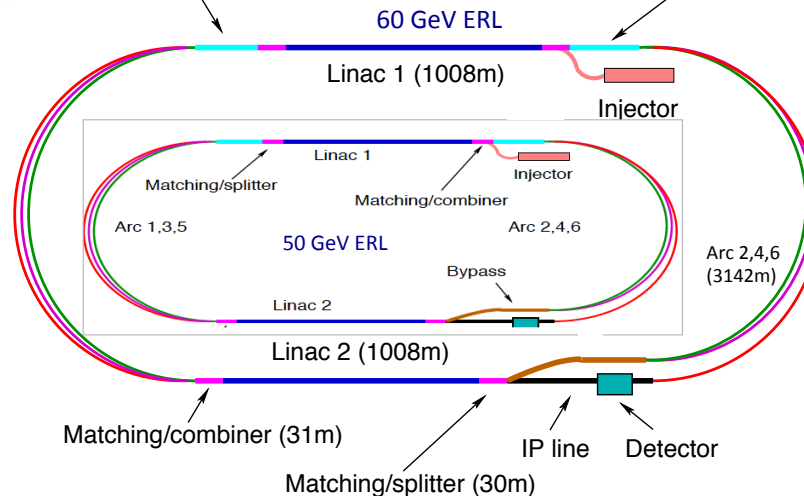 60 GeV ERL
Linac 1 (1008m)
Injector
Linac 1
Injector
Matching/splitter
Matching/combiner
Arc 1,3,5
Arc 2,4,6
50 GeV ERL
Bypass
Arc 2,4,6
(3142m)
Linac 2
Linac 2 (1008m)
Matching/combiner (31m)
IP line
Detector
Matching/splitter (30m)